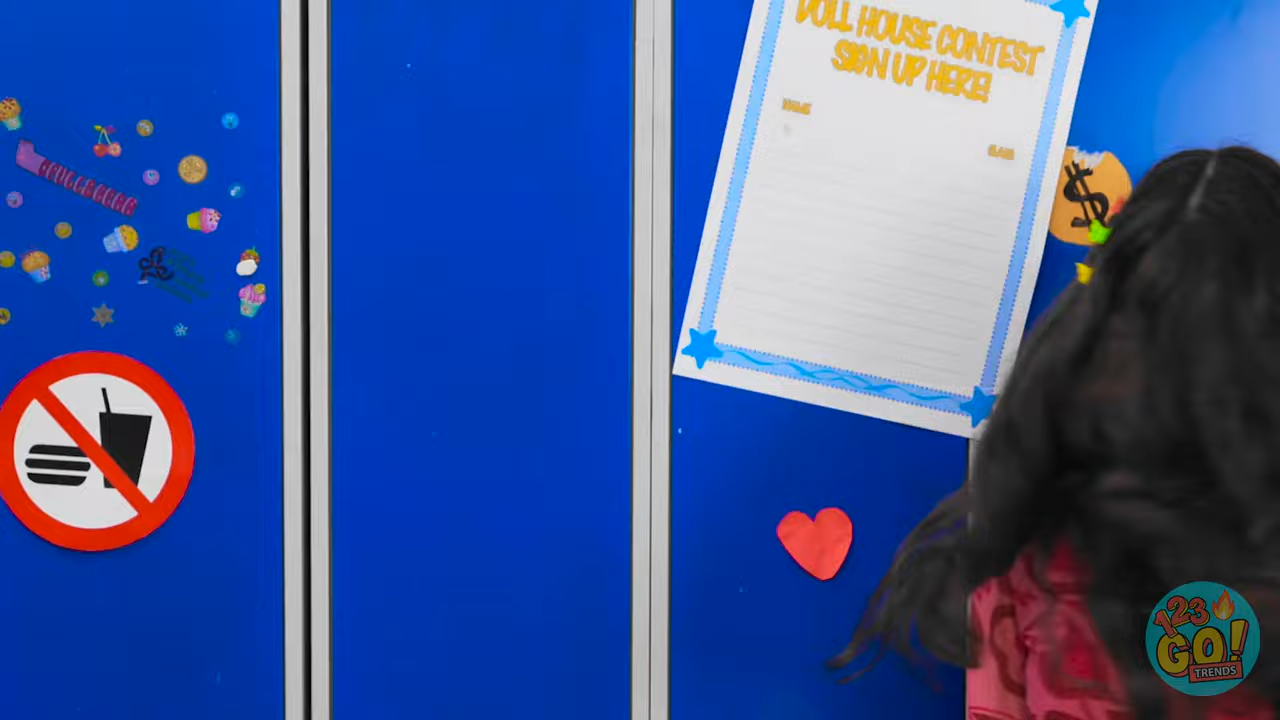 DOLL HOUSE CONTEST
SIGN UP HERE!
NAME
CLASS
$
123
GO!
TRENDS